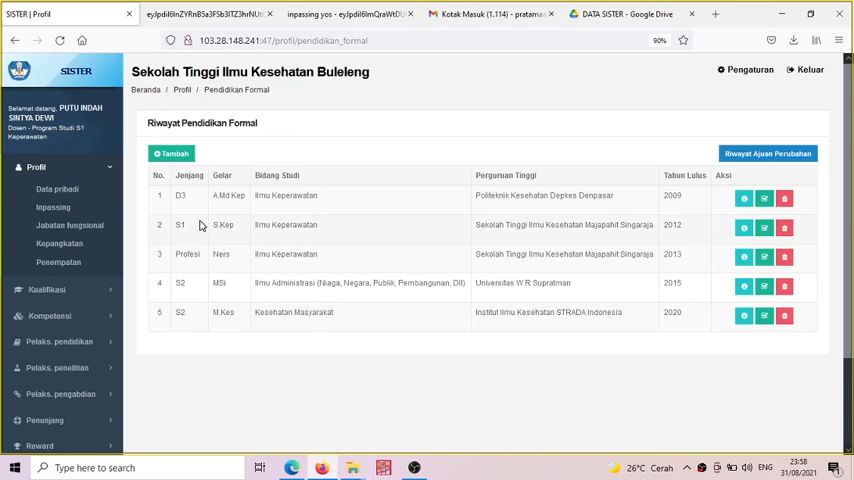 SISTER | Profil
eyJpdil6InZYRnB5a3FSb3lTZ3hrNUt
inpassing yos - eyJpdil6ImQraWtDU
Kotak Masuk (1.114) - pratamas
DATA SISTER - Google Drive
103.28.148.241:47/profil/pendidikan_formal
90%
SISTER
Selamat datang, PUTU INDAH
SINTYA DEWI
Dosen - Program Studi S1
Keperawatan
Sekolah Tinggi Ilmu Kesehatan Buleleng
Pengaturan
Keluar
Beranda / Profil / Pendidikan Formal
Profil
Data pribadi
Inpassing
Jabatan fungsional
Kepangkatan
Penempatan
Kualifikasi
Kompetensi
Pelaks. pendidikan
Pelaks. penelitian
Pelaks. pengabdian
Penunjang
Reward
Riwayat Pendidikan Formal
Tambah
Riwayat Ajuan Perubahan
No. Jenjang Gelar Bidang Studi Perguruan Tinggi Tahun Lulus Aksi
1 D3 A.Md Kep Ilmu Keperawatan Politeknik Kesehatan Depkes Denpasar 2009
2 S1 S.Kep Ilmu Keperawatan Sekolah Tinggi Ilmu Kesehatan Majapahit Singaraja 2012
3 Profesi Ners Ilmu Keperawatan Sekolah Tinggi Ilmu Kesehatan Majapahit Singaraja 2013
4 S2 MSi Ilmu Administrasi (Niaga, Negara, Publik, Pembangunan, Dll) Universitas W R Supratman 2015
5 S2 M.Kes Kesehatan Masyarakat Institut Ilmu Kesehatan STRADA Indonesia 2020
Type here to search
26°C Cerah
ENG
23:58
31/08/2021